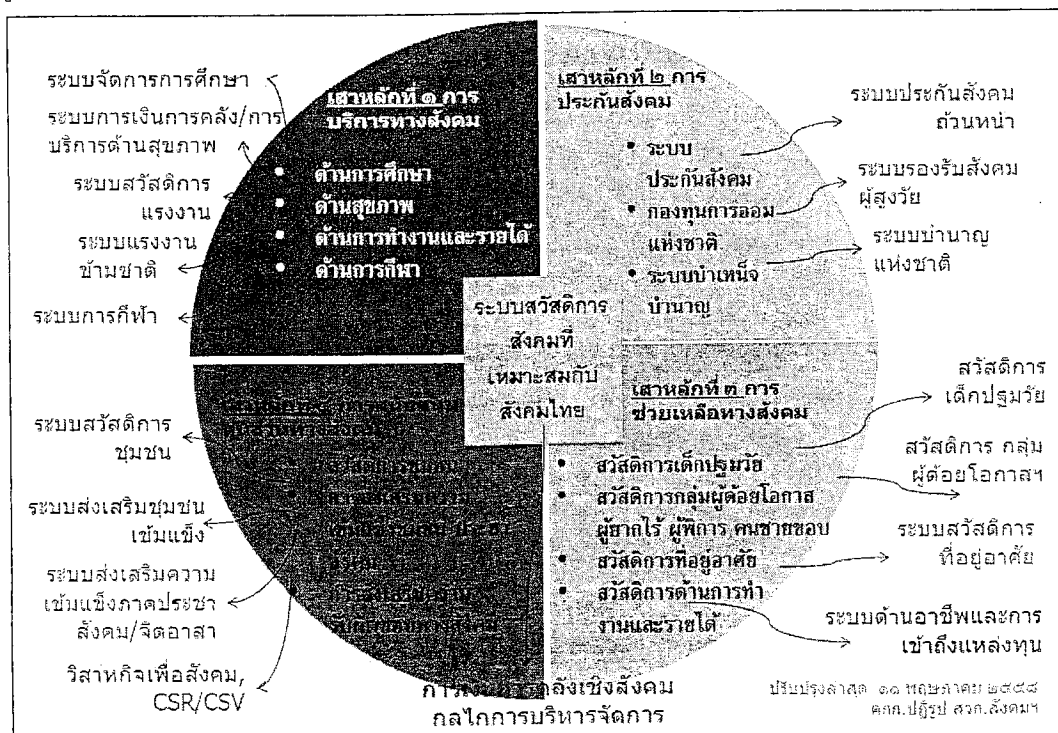 ระบบจัดการการศึกษา
ระบบการเงินการคลัง/การ
บริการด้านสุขภาพ
ระบบสวัสดิการ
แรงงาน
ระบบแรงงาน
ข้ามชาติ
ระบบการกีฬา
เสาหลักที่ ๑ การ
บริการทางสังคม
• ด้านการศึกษา
• ด้านสุขภาพ
• ด้านการทำงานและรายได้
• ด้านการกีฬา
เสาหลักที่ ๒ การ
ประกันสังคม
• ระบบ
ประกันสังคม
• กองทุนการออม
แห่งชาติ
• ระบบบำเหน็จ
บำนาญ
ระบบประกันสังคม
ถ้วนหน้า
ระบบรองรับสังคม
ผู้สูงวัย
ระบบบำนาญ
แห่งชาติ
ระบบสวัสดิการ
สังคมที่
เหมาะสมกับ
สังคมไทย
ระบบสวัสดิการ
ชุมชน
ระบบส่งเสริมชุมชน
เข้มแข็ง
ระบบส่งเสริมความ
เข้มแข็งภาคประชา
สังคม/จิตอาสา
วิสาหกิจเพื่อสังคม,
CSR/CSV
สวัสดิการชุมชน
เสาหลักที่ ๓ การ
ช่วยเหลือทางสังคม
• สวัสดิการเด็กปฐมวัย
• สวัสดิการกลุ่มผู้ด้อยโอกาส
ผู้ยากไร้ ผู้พิการ คนชายขอบ
• สวัสดิการที่อยู่อาศัย
• สวัสดิการด้านการทำ
งานและรายได้
สวัสดิการ
เด็กปฐมวัย
สวัสดิการ กลุ่ม
ผู้ด้อยโอกาสฯ
ระบบสวัสดิการ
ที่อยู่อาศัย
ระบบด้านอาชีพและการ
เข้าถึงแหล่งทุน
การเงินการคลังเชิงสังคม
กลไกการบริหารจัดการ
ปรับปรุงล่าสุด ๑๑ พฤษภาคม ๒๕๕๘
คกก.ปฏิรูป สวก.สังคมฯ